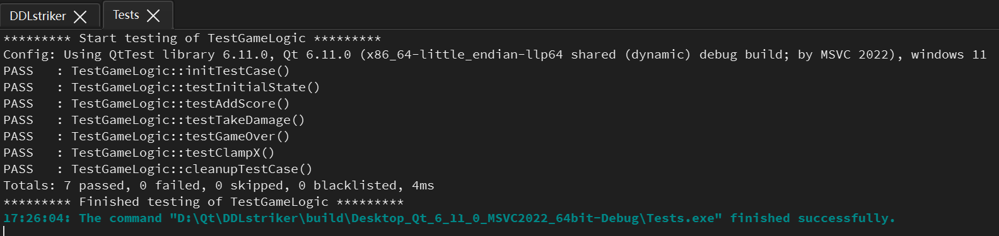 DDLstriker
Tests
********* Start testing of TestGameLogic *********
Config: Using QtTest library 6.11.0, Qt 6.11.0 (x86_64-little_endian-llp64 shared (dynamic) debug build; by MSVC 2022), windows 11
PASS   : TestGameLogic::initTestCase()
PASS   : TestGameLogic::testInitialState()
PASS   : TestGameLogic::testAddScore()
PASS   : TestGameLogic::testTakeDamage()
PASS   : TestGameLogic::testGameOver()
PASS   : TestGameLogic::testClampX()
PASS   : TestGameLogic::cleanupTestCase()
Totals: 7 passed, 0 failed, 0 skipped, 0 blacklisted, 4ms
********* Finished testing of TestGameLogic *********
17:26:04: The command "D:\Qt\DDLstriker\build\Desktop_Qt_6_11_0_MSVC2022_64bit-Debug\Tests.exe" finished successfully.